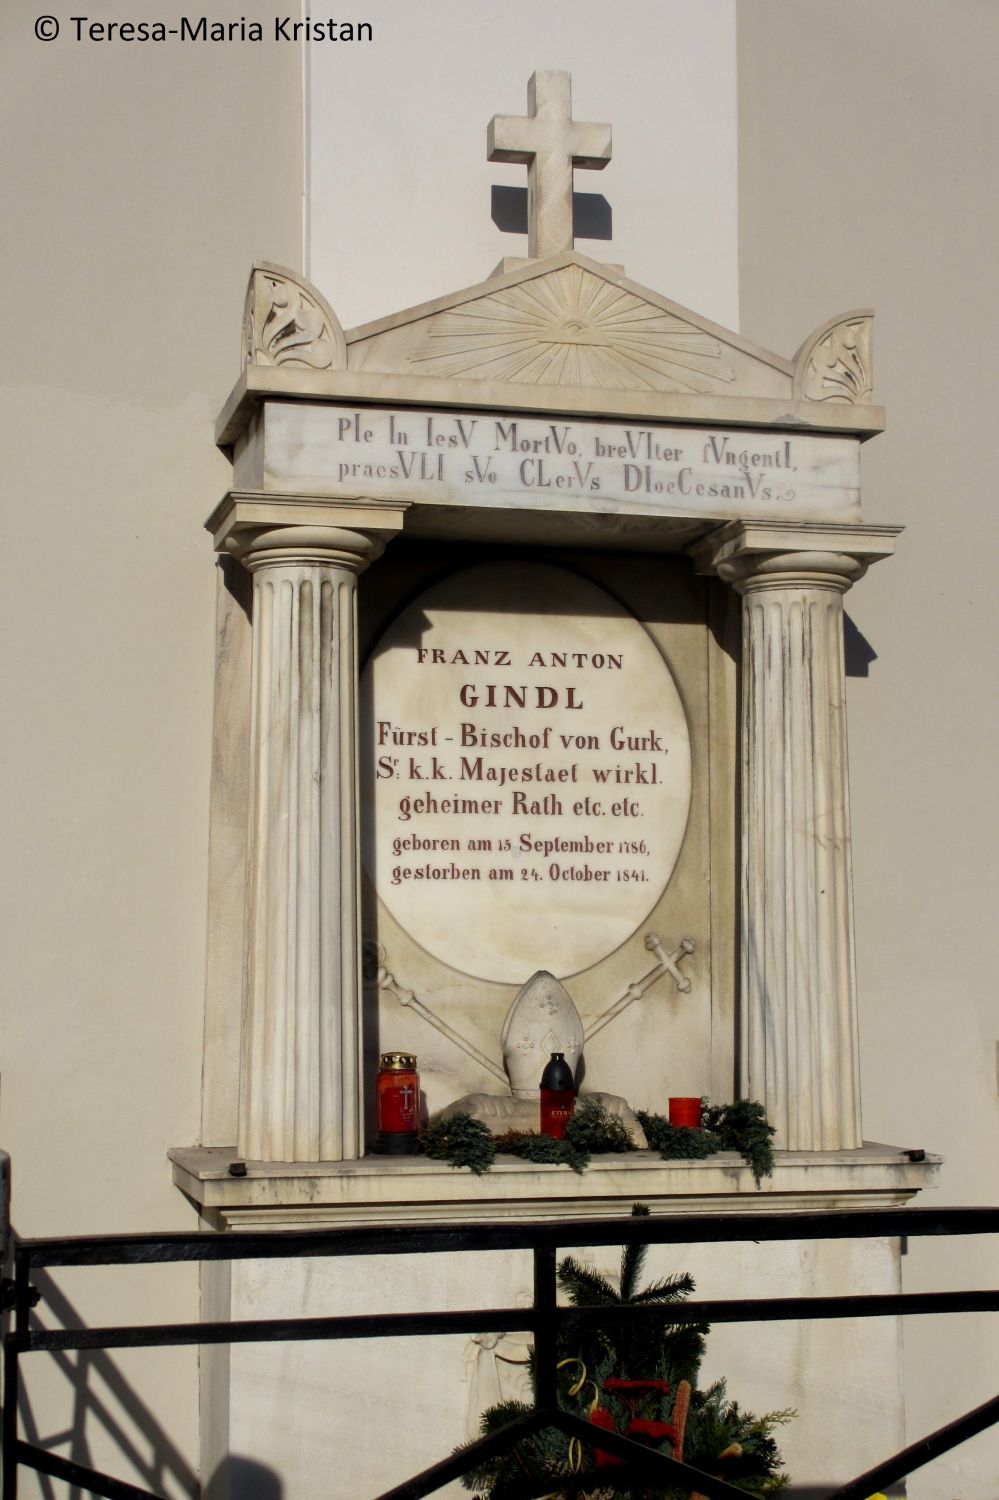 © Teresa-Maria Kristan
PIe In IesV MortVo, breVIter fVngentI,
praesVLI sVo CLerVs DIoeCesanVs.
FRANZ ANTON
GINDL
Fürst-Bischof von Gurk,
Sr. k.k. Majestaet wirkl.
geheimer Rath etc. etc.
geboren am 15 September 1786,
gestorben am 24. October 1841.